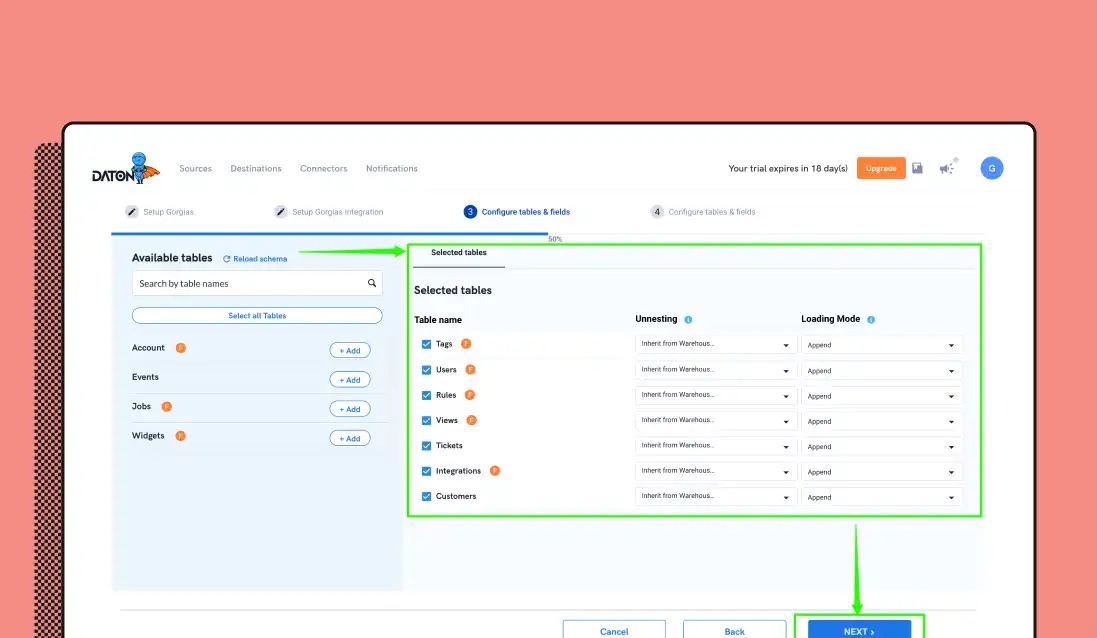 DATON
Sources Destinations Connectors Notifications
Your trial expires in 18 day(s) Upgrade G
Setup Gorgias Setup Gorgias Integration 3 Configure tables & fields 4 Configure tables & fields
50%
Available tables Reload schema
Search by table names
Select all Tables
Account F + Add
Events + Add
Jobs F + Add
Widgets F + Add
Selected tables
Selected tables
Table name Unnesting i Loading Mode i
Tags F Inherit from Warehous... Append
Users F Inherit from Warehous... Append
Rules F Inherit from Warehous... Append
Views F Inherit from Warehous... Append
Tickets Inherit from Warehous... Append
Integrations F Inherit from Warehous... Append
Customers Inherit from Warehous... Append
Cancel Back NEXT ›